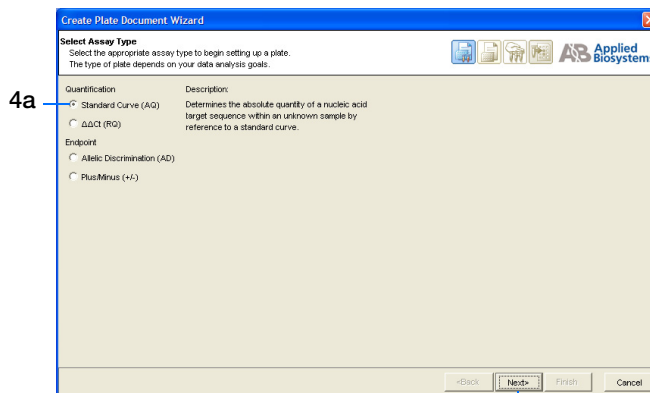 Create Plate Document Wizard
Select Assay Type
Select the appropriate assay type to begin setting up a plate.
The type of plate depends on your data analysis goals.
AB Applied
Biosystems
Quantification
Description:
4a
Standard Curve (AQ)
Determines the absolute quantity of a nucleic acid
target sequence within an unknown sample by
reference to a standard curve.
ΔΔCt (RQ)
Endpoint
Allelic Discrimination (AD)
Plus/Minus (+/-)
<Back
Next>
Finish
Cancel